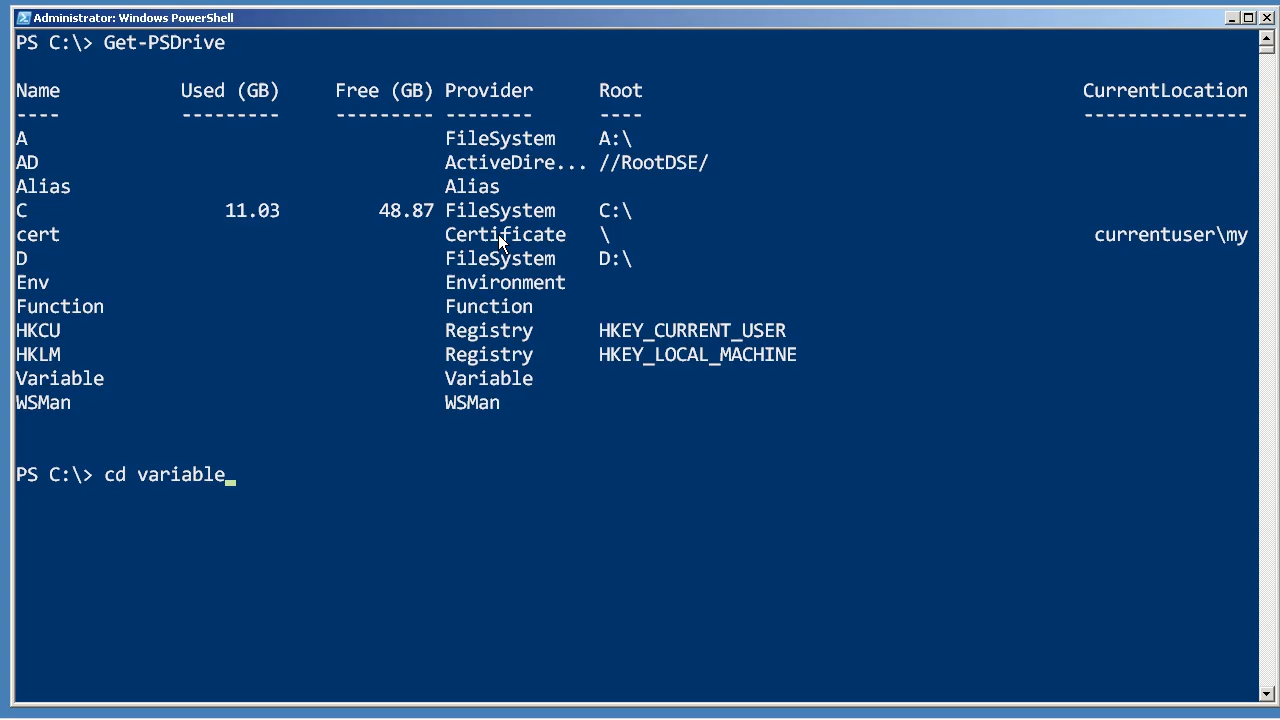 Administrator: Windows PowerShell
PS C:\> Get-PSDrive
Name Used (GB) Free (GB) Provider Root CurrentLocation
---- --------- --------- -------- ---- ---------------
A FileSystem A:\
AD ActiveDire... //RootDSE/
Alias Alias
C 11.03 48.87 FileSystem C:\
cert Certificate \ currentuser\my
D FileSystem D:\
Env Environment
Function Function
HKCU Registry HKEY_CURRENT_USER
HKLM Registry HKEY_LOCAL_MACHINE
Variable Variable
WSMan WSMan
PS C:\> cd variable